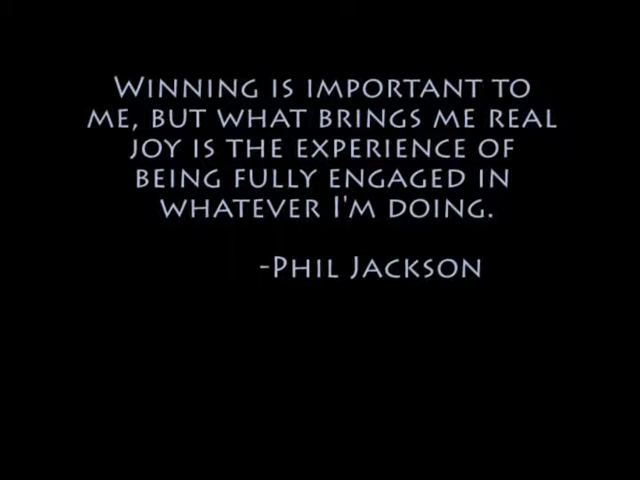 WINNING IS IMPORTANT TO
ME, BUT WHAT BRINGS ME REAL
JOY IS THE EXPERIENCE OF
BEING FULLY ENGAGED IN
WHATEVER I'M DOING.
-PHIL JACKSON